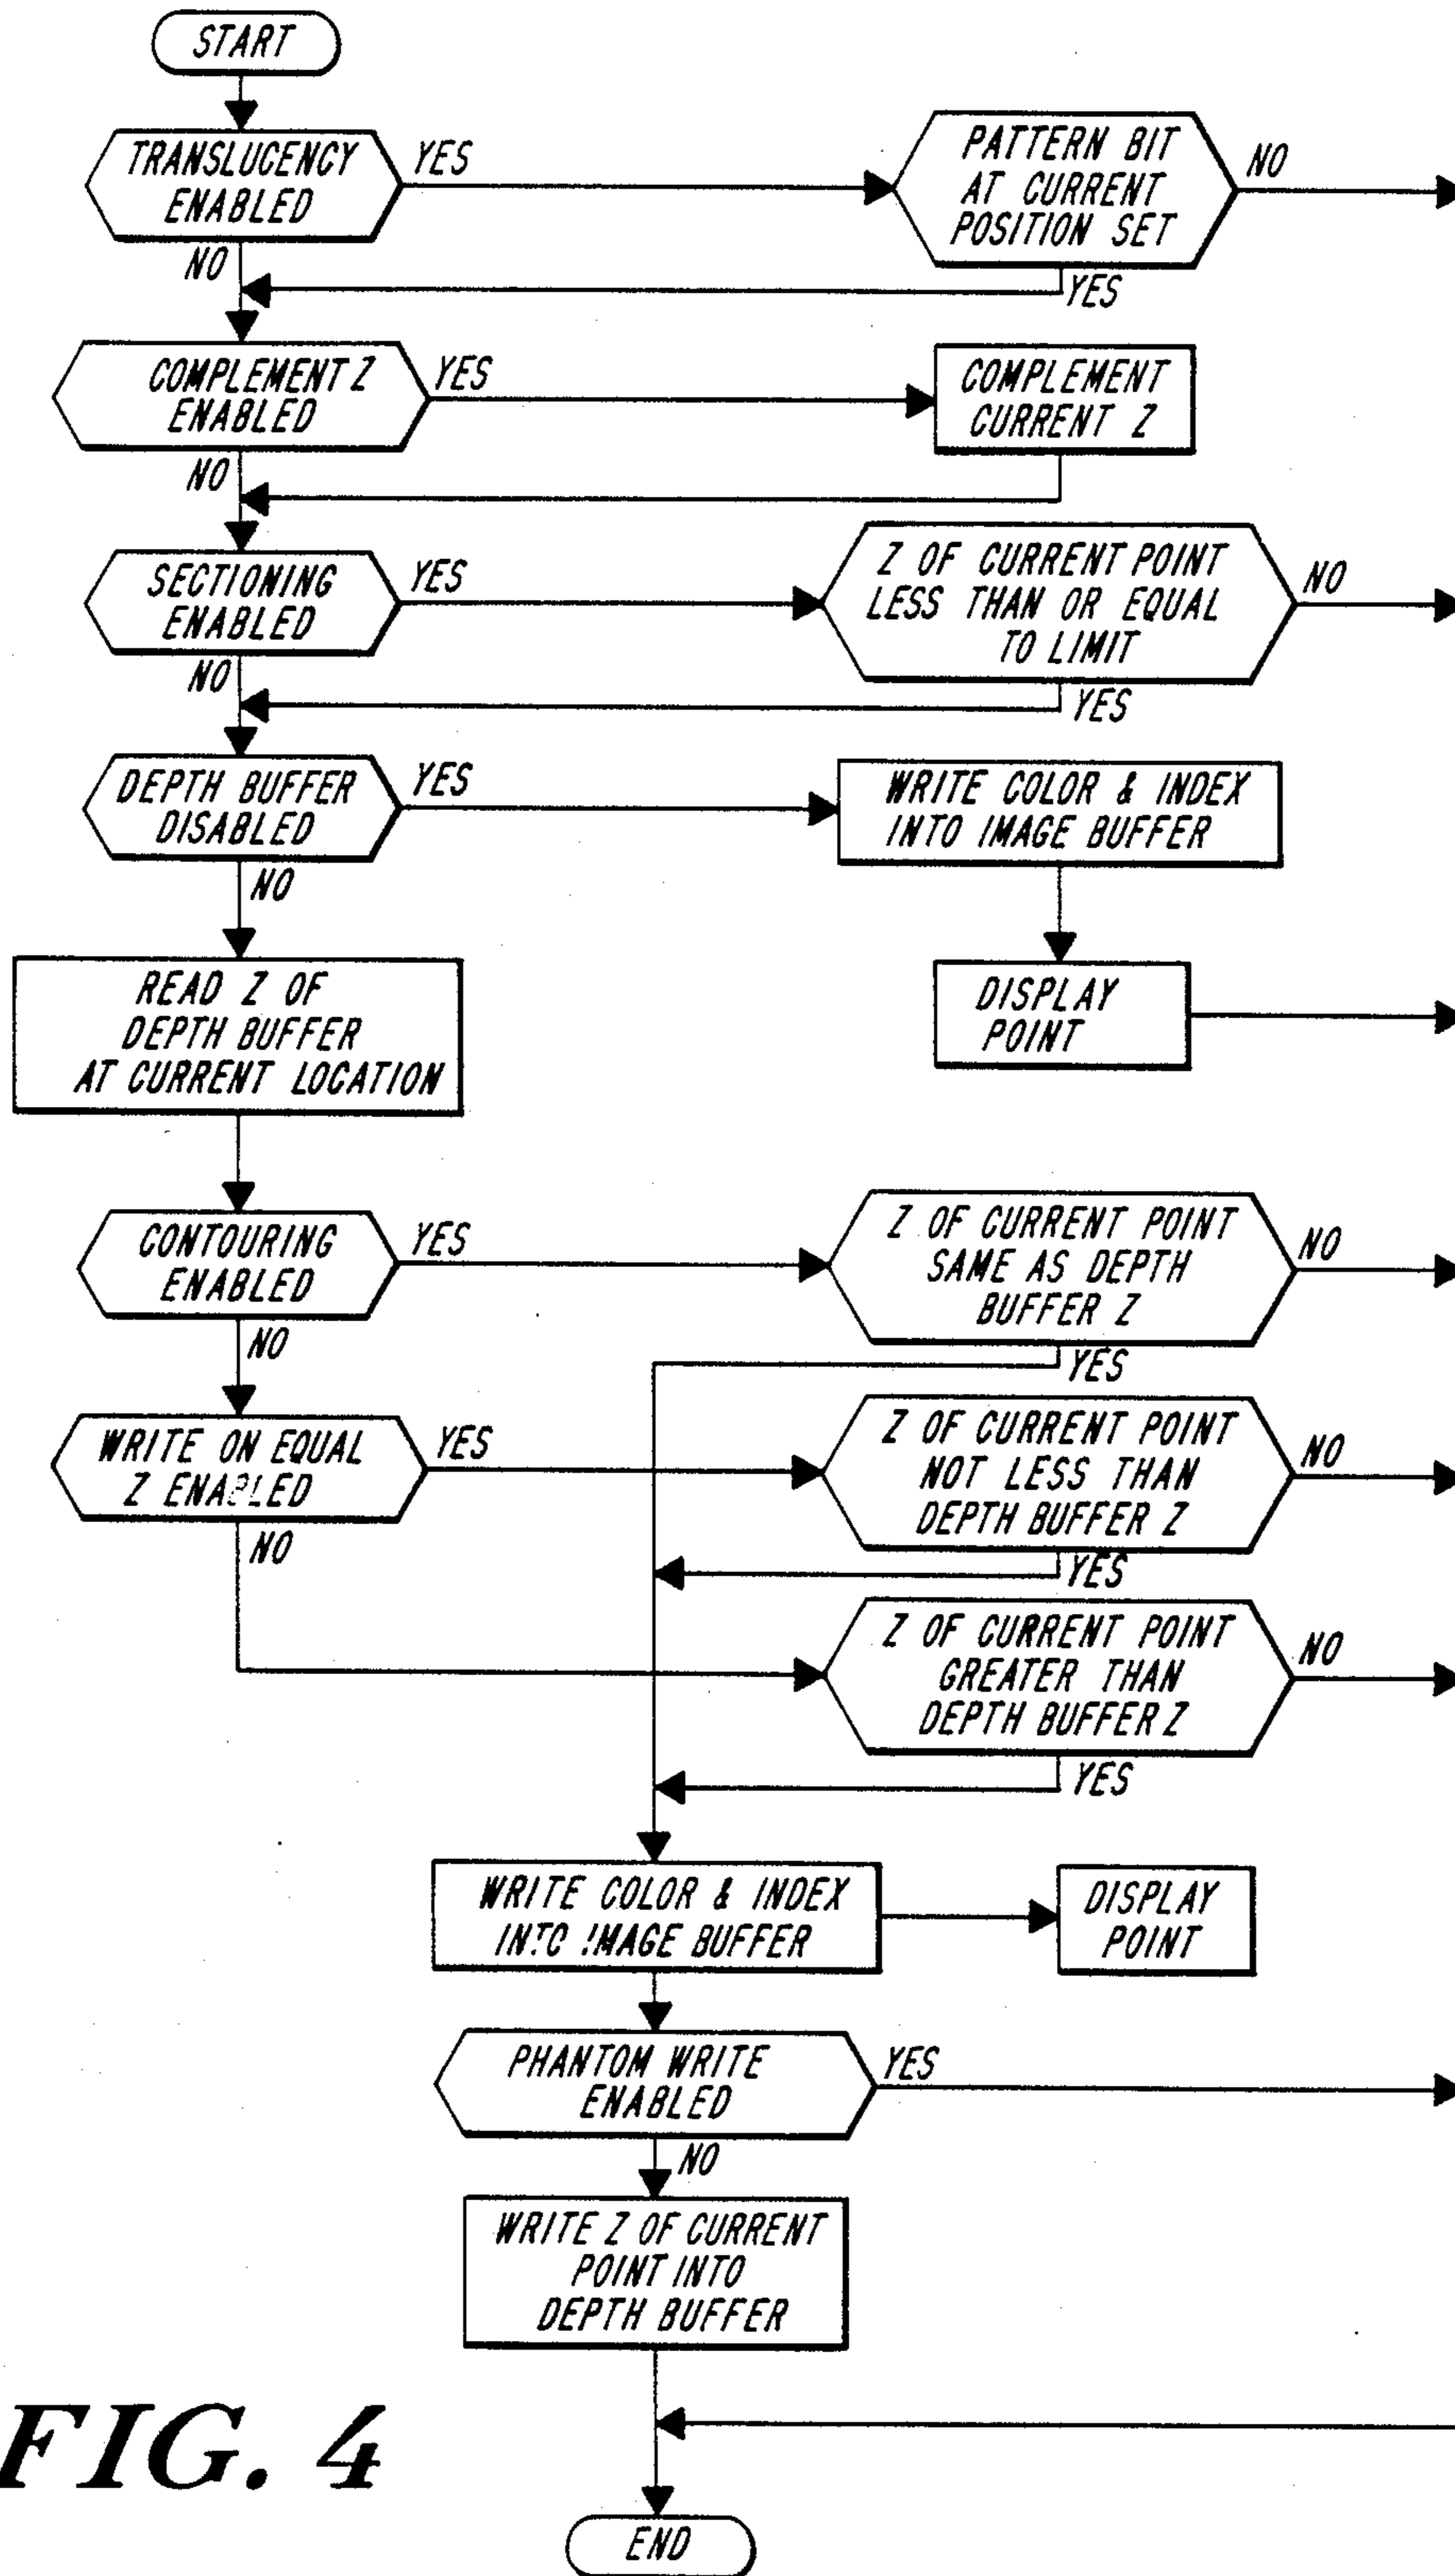 START
TRANSLUCENCY
ENABLED
YES
NO
PATTERN BIT
AT CURRENT
POSITION SET
NO
YES
COMPLEMENT Z
ENABLED
YES
NO
COMPLEMENT
CURRENT Z
SECTIONING
ENABLED
YES
NO
Z OF CURRENT POINT
LESS THAN OR EQUAL
TO LIMIT
NO
YES
DEPTH BUFFER
DISABLED
YES
NO
WRITE COLOR & INDEX
INTO IMAGE BUFFER
DISPLAY
POINT
READ Z OF
DEPTH BUFFER
AT CURRENT LOCATION
CONTOURING
ENABLED
YES
NO
Z OF CURRENT POINT
SAME AS DEPTH
BUFFER Z
NO
YES
WRITE ON EQUAL
Z ENABLED
YES
NO
Z OF CURRENT POINT
NOT LESS THAN
DEPTH BUFFER Z
NO
YES
Z OF CURRENT POINT
GREATER THAN
DEPTH BUFFER Z
NO
YES
WRITE COLOR & INDEX
INTO IMAGE BUFFER
DISPLAY
POINT
PHANTOM WRITE
ENABLED
YES
NO
WRITE Z OF CURRENT
POINT INTO
DEPTH BUFFER
END
FIG. 4